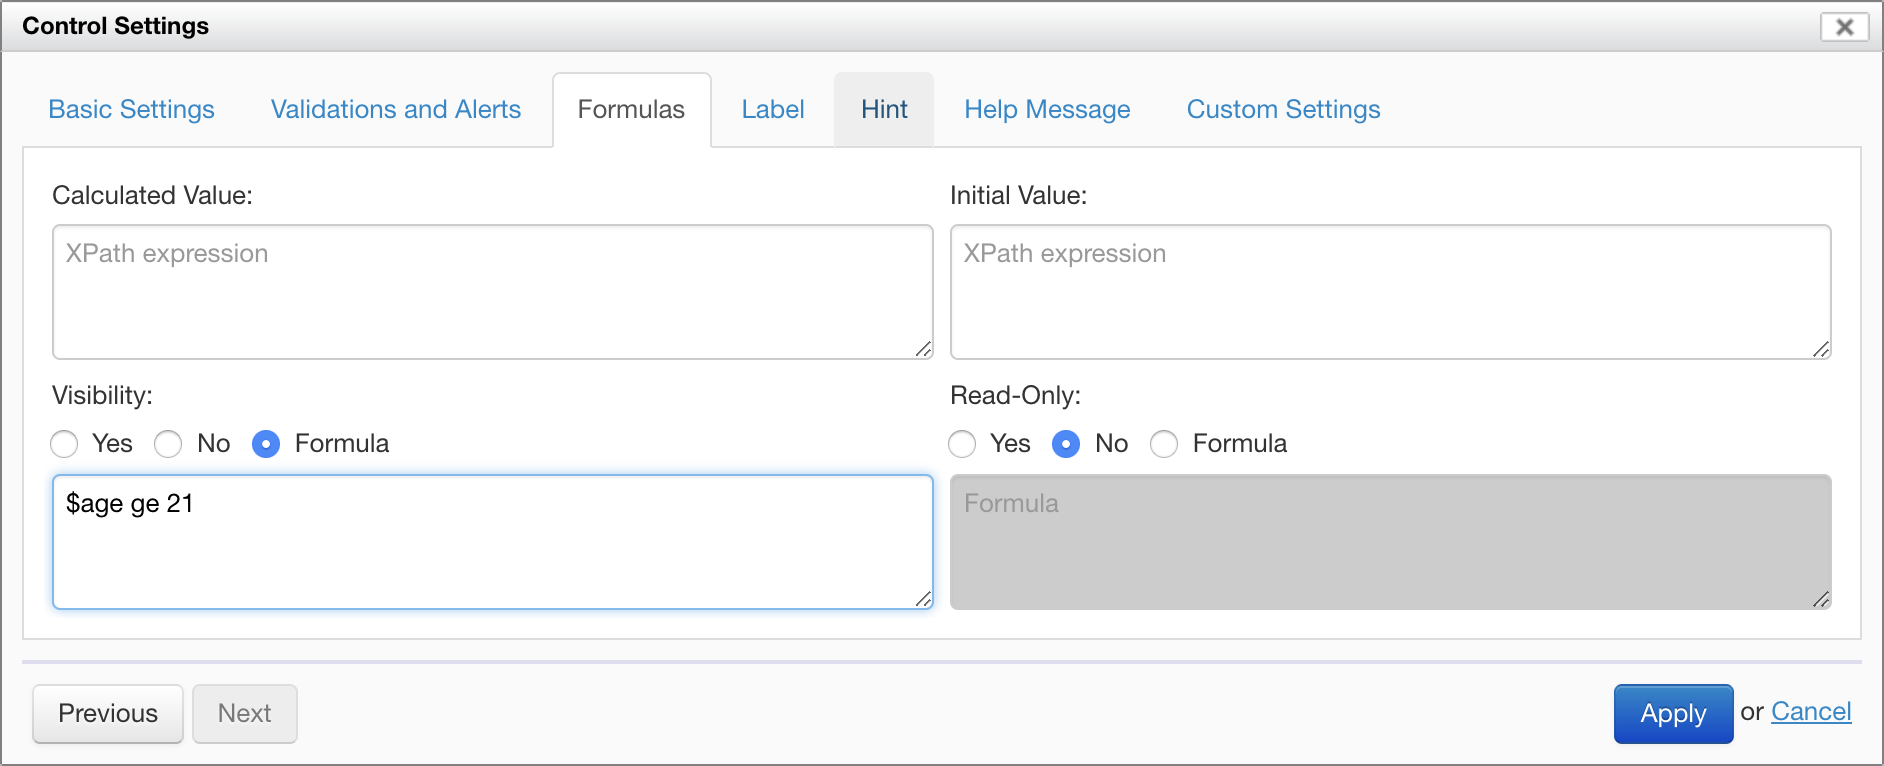 Control Settings
Basic Settings Validations and Alerts Formulas Label Hint Help Message Custom Settings
Calculated Value: Initial Value:
XPath expression XPath expression
Visibility: Read-Only:
Yes No Formula Yes No Formula
$age ge 21 Formula
Previous Next Apply or Cancel